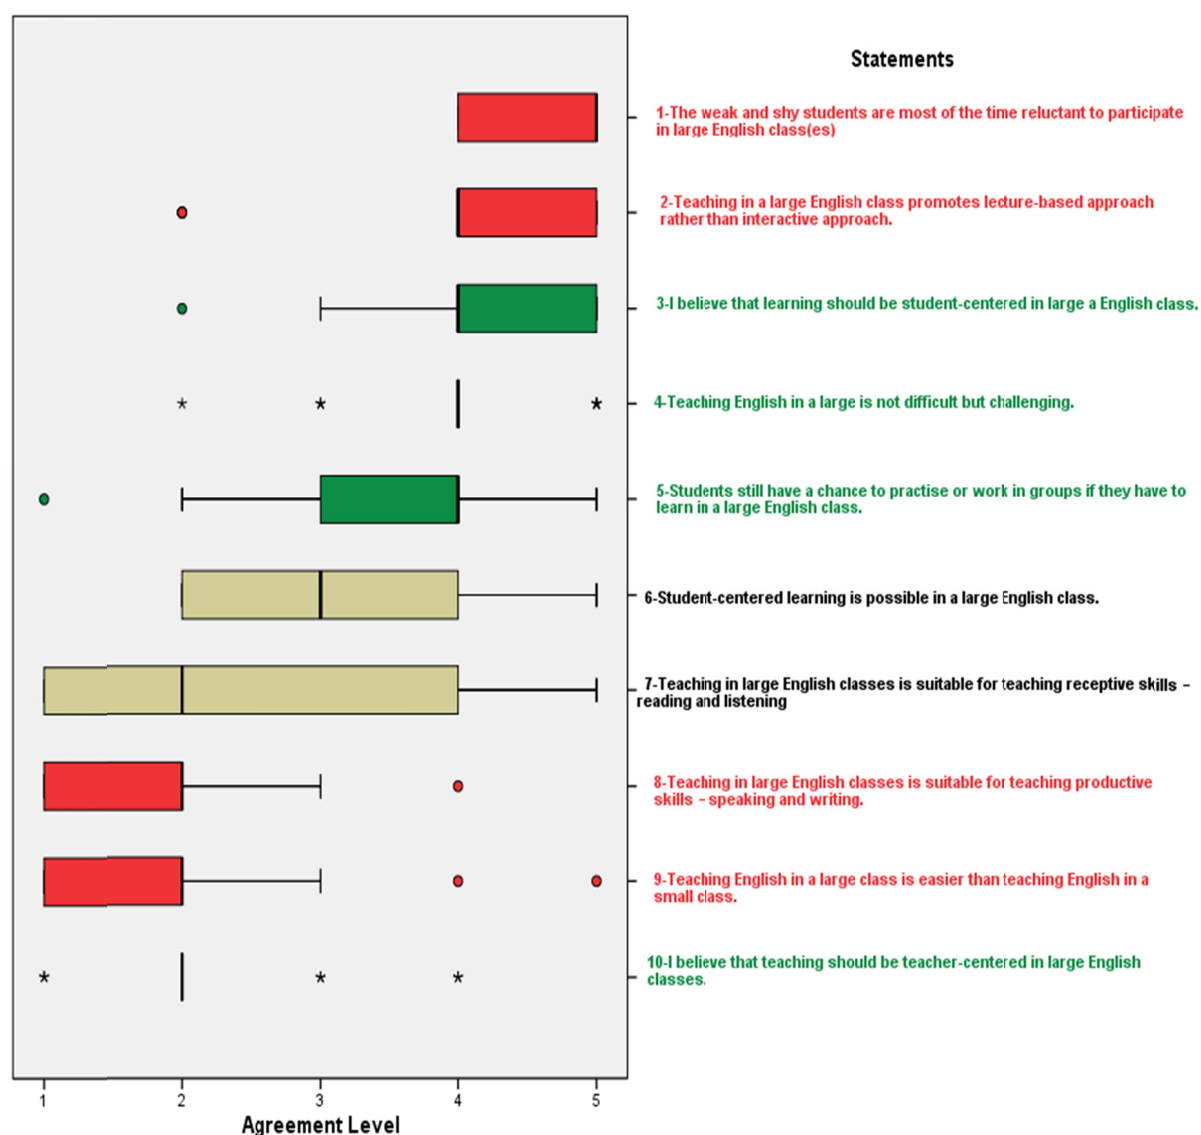 Statements
1-The weak and shy students are most of the time reluctant to participate
in large English class(es)
2-Teaching in a large English class promotes lecture-based approach
rather than interactive approach.
3-I believe that learning should be student-centered in large a English class.
4-Teaching English in a large is not difficult but challenging.
5-Students still have a chance to practise or work in groups if they have to
learn in a large English class.
6-Student-centered learning is possible in a large English class.
7-Teaching in large English classes is suitable for teaching receptive skills –
reading and listening
8-Teaching in large English classes is suitable for teaching productive
skills – speaking and writing.
9-Teaching English in a large class is easier than teaching English in a
small class.
10-I believe that teaching should be teacher-centered in large English
classes.
1 2 3 4 5
Agreement Level